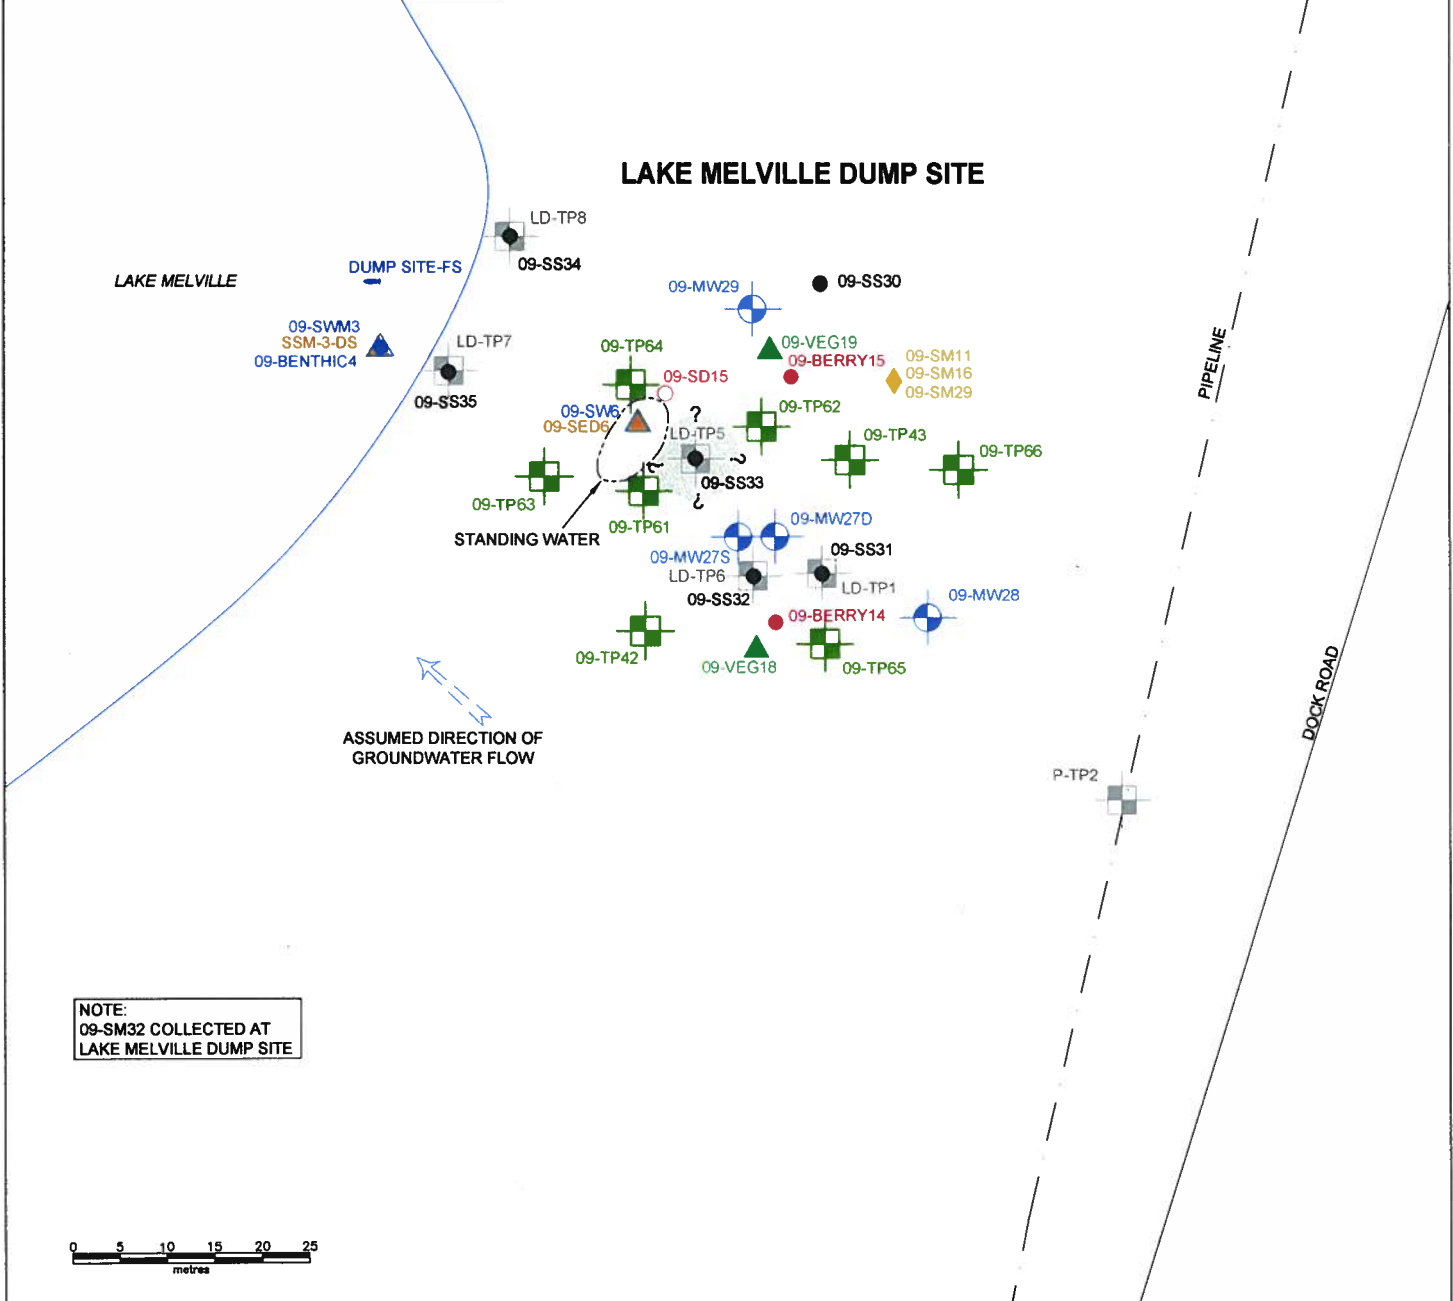 LAKE MELVILLE DUMP SITE
LD-TP8
09-SS34
LAKE MELVILLE
DUMP SITE-FS
09-SWM3
SSM-3-DS
09-BENTHIC4
LD-TP7
09-SS35
09-MW29
09-SS30
09-VEG19
09-BERRY15
09-SM11
09-SM16
09-SM29
09-TP64
09-SD15
09-SW6
09-SED6
?
LD-TP5
?
09-SS33
?
?
09-TP62
09-TP43
09-TP66
09-TP63
09-TP61
STANDING WATER
09-MW27D
09-MW27S
09-SS31
LD-TP6
LD-TP1
09-SS32
09-MW28
09-BERRY14
09-TP42
09-VEG18
09-TP65
ASSUMED DIRECTION OF
GROUNDWATER FLOW
PIPELINE
DOCK ROAD
P-TP2
NOTE:
09-SM32 COLLECTED AT
LAKE MELVILLE DUMP SITE
0 5 10 15 20 25
metres